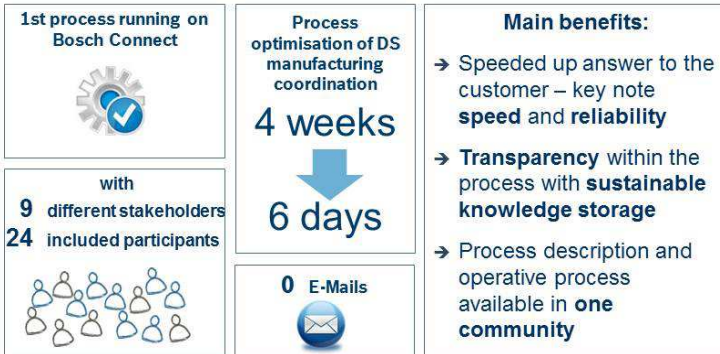 1st process running on
Bosch Connect
with
9 different stakeholders
24 included participants
Process
optimisation of DS
manufacturing
coordination
4 weeks
6 days
0 E-Mails
Main benefits:
→ Speeded up answer to the
customer – key note
speed and reliability
→ Transparency within the
process with sustainable
knowledge storage
→ Process description and
operative process
available in one
community